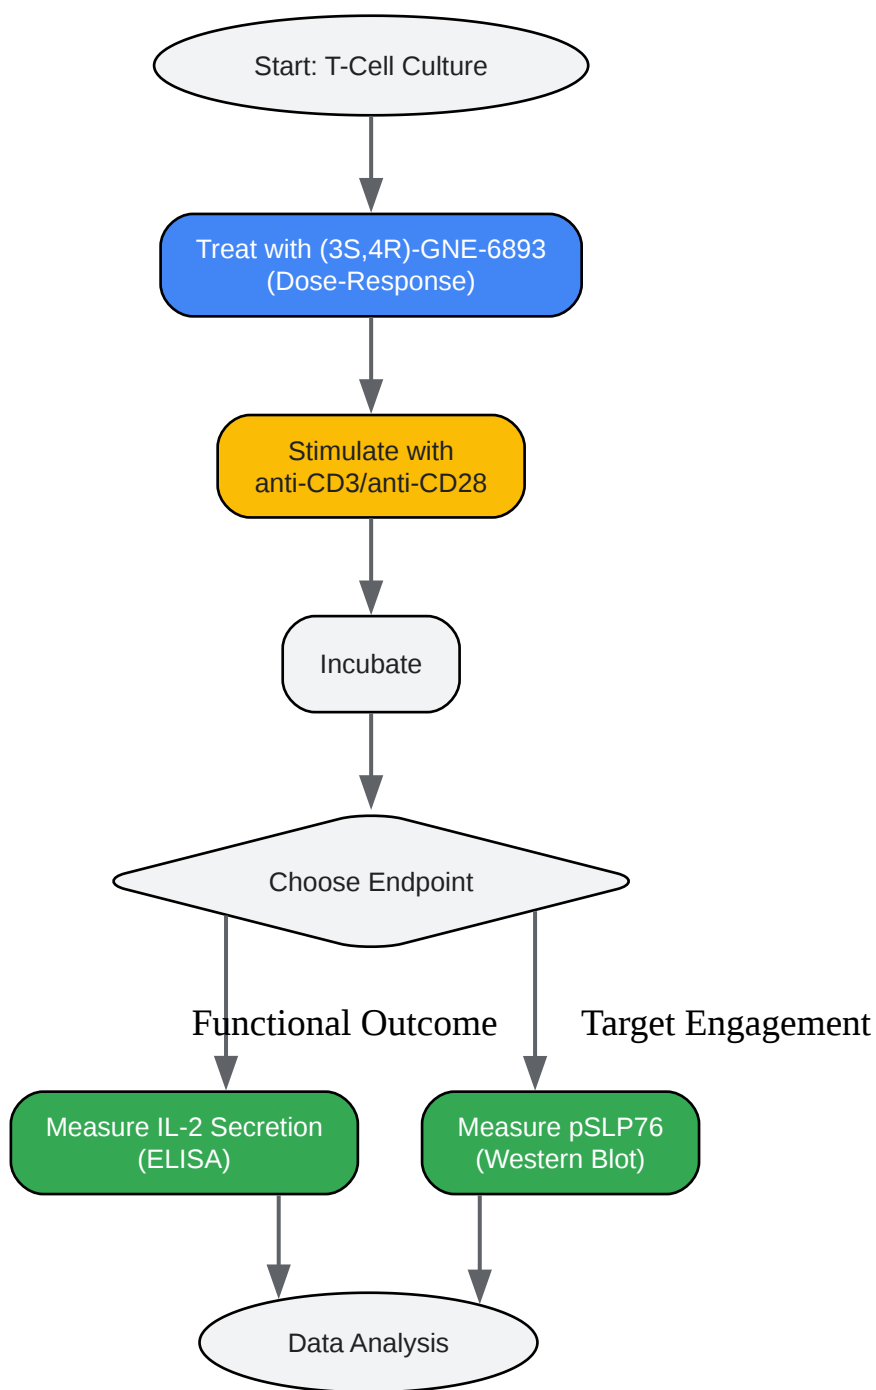 Start: T-Cell Culture
Treat with (3S,4R)-GNE-6893
(Dose-Response)
Stimulate with
anti-CD3/anti-CD28
Incubate
Choose Endpoint
Functional Outcome
Target Engagement
Measure IL-2 Secretion
(ELISA)
Measure pSLP76
(Western Blot)
Data Analysis